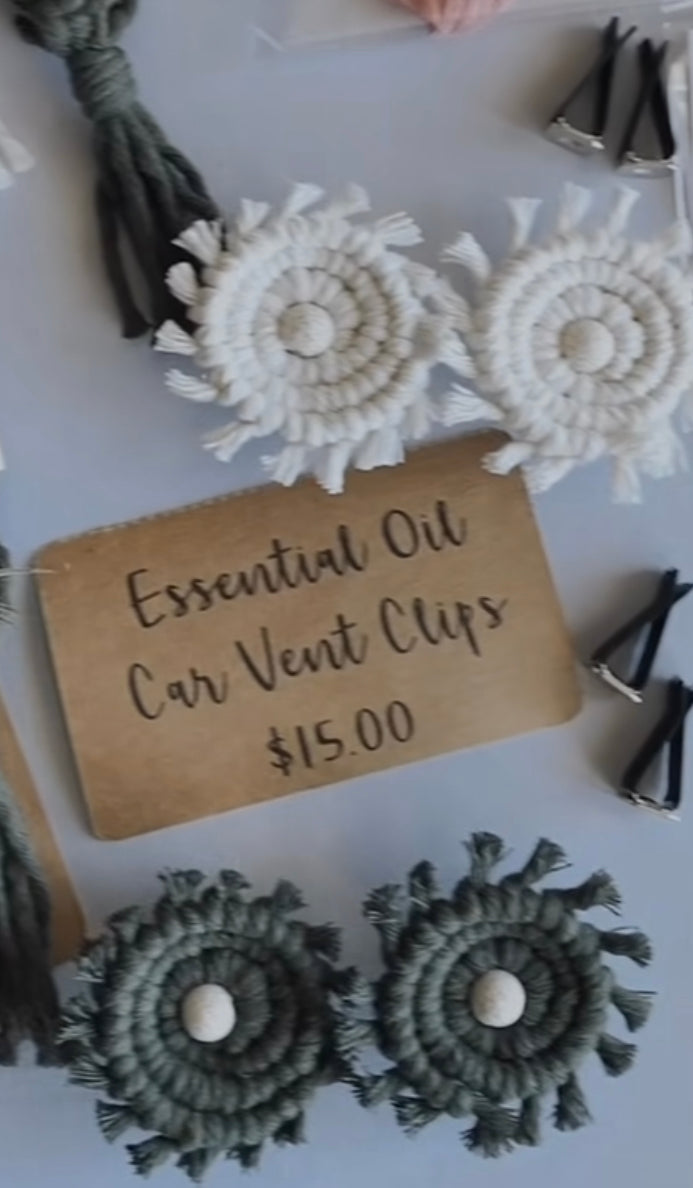 Essential Oil
Car Vent Clips
$15.00